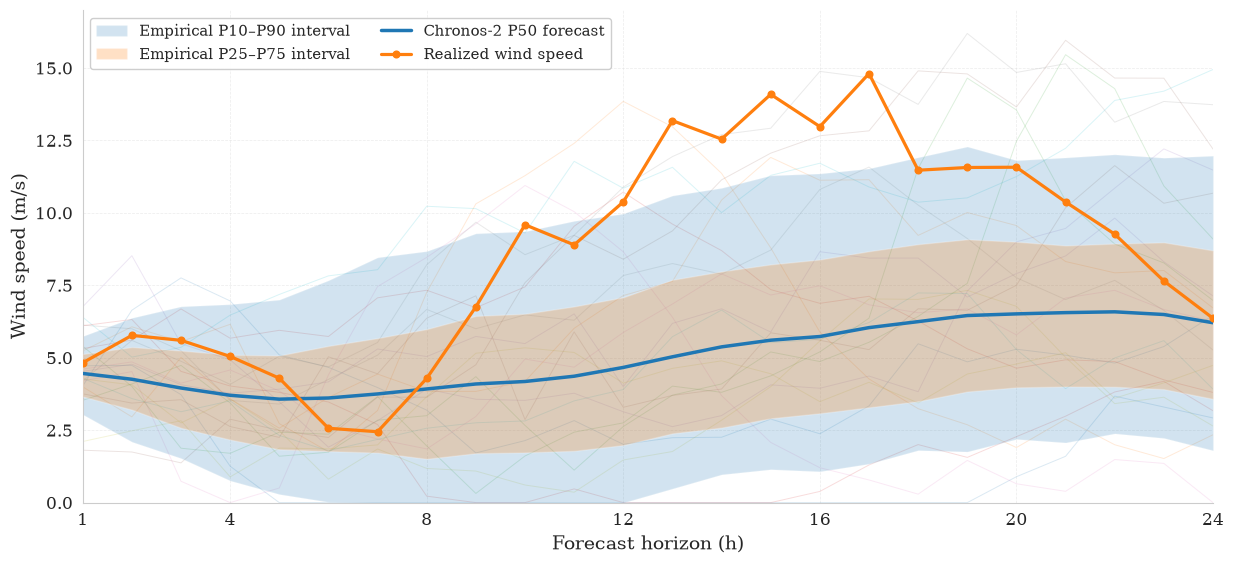 Empirical P10–P90 interval
Empirical P25–P75 interval
Chronos-2 P50 forecast
Realized wind speed
Wind speed (m/s)
15.0
12.5
10.0
7.5
5.0
2.5
0.0
1 4 8 12 16 20 24
Forecast horizon (h)